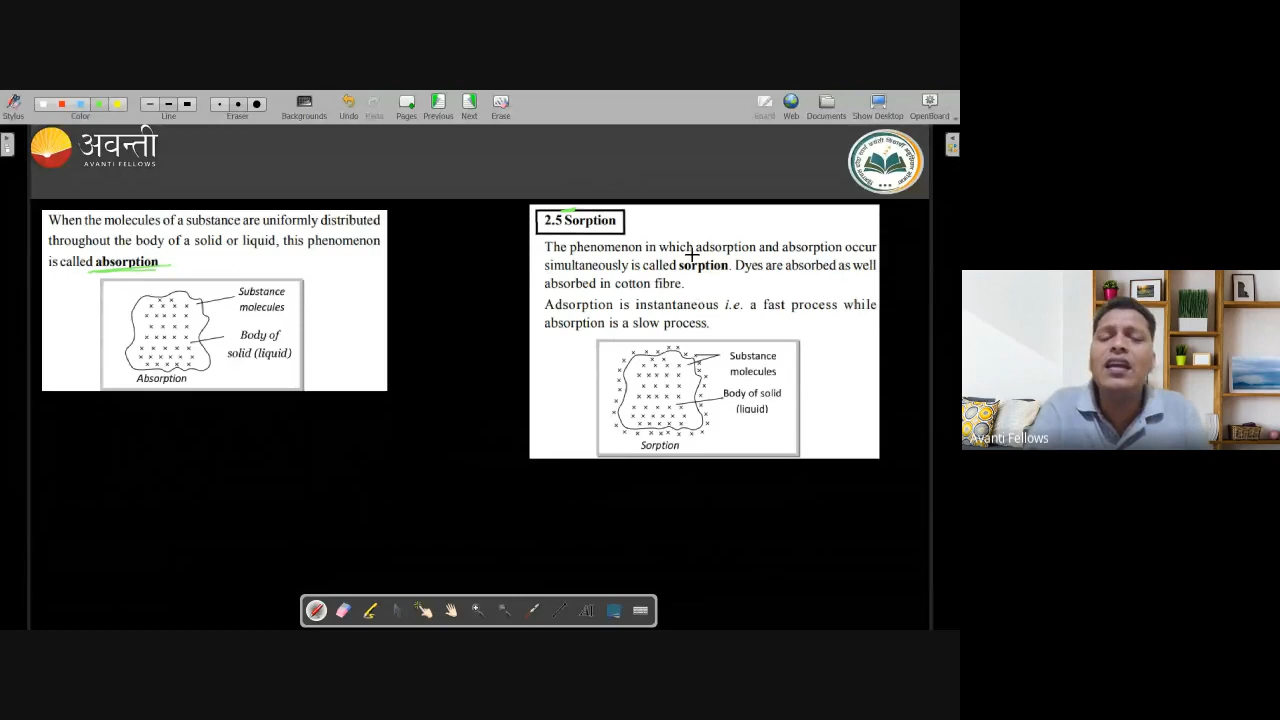 Stylus
Color
Line
Eraser
Backgrounds
Undo
Redo
Pages
Previous
Next
Erase
Board
Web
Documents
Show Desktop
OpenBoard
अवन्ती
AVANTI FELLOWS
When the molecules of a substance are uniformly distributed
throughout the body of a solid or liquid, this phenomenon
is called absorption
Substance
molecules
Body of
solid (liquid)
Absorption
2.5 Sorption
The phenomenon in which adsorption and absorption occur
simultaneously is called sorption. Dyes are absorbed as well
absorbed in cotton fibre.
Adsorption is instantaneous i.e. a fast process while
absorption is a slow process.
Substance
molecules
Body of solid
(liquid)
Sorption
Avanti Fellows